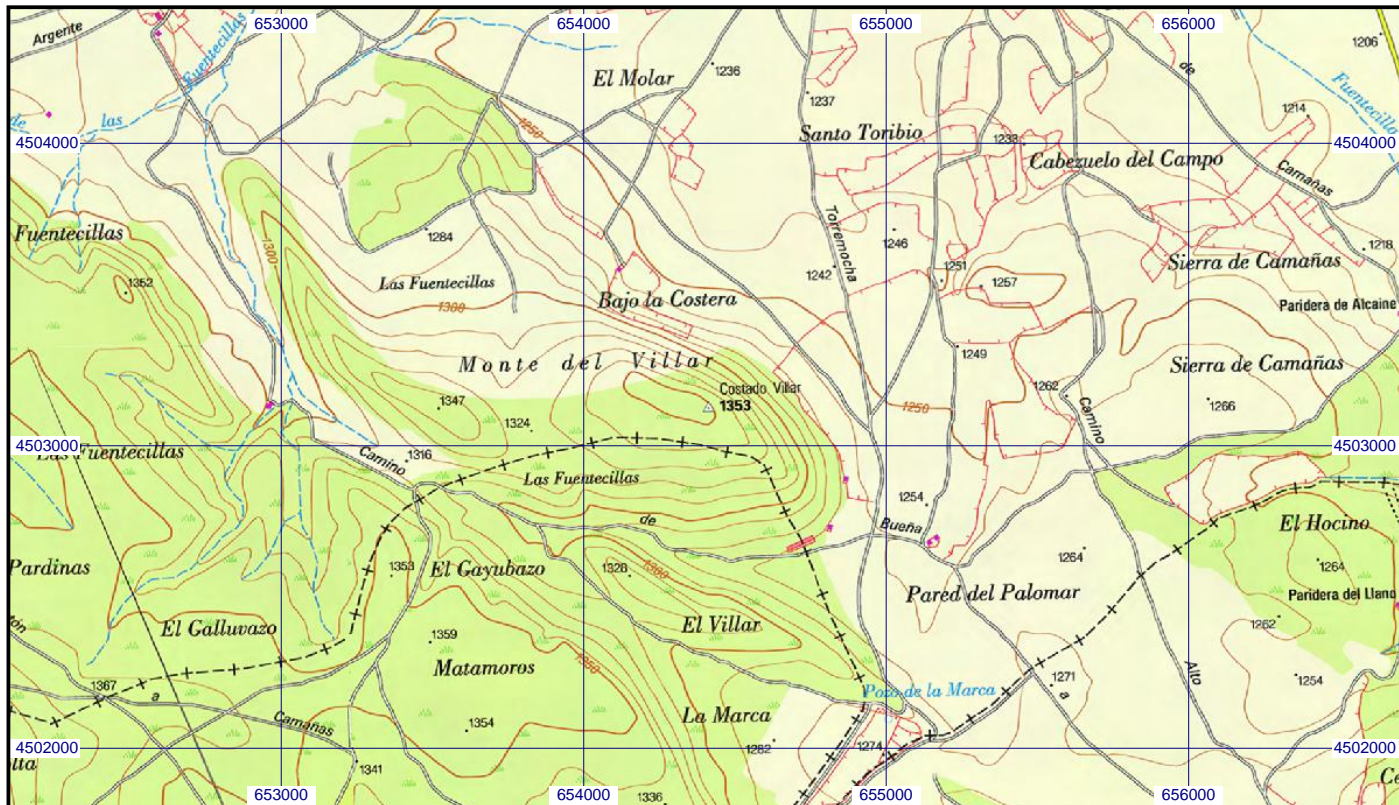 653000
654000
655000
656000
Argente
Fuentecillas
de
las
El Molar
1236
1237
1206
de
1250
Santo Toribio
1233
1214
4504000
4504000
Cabezuelo del Campo
Camañas
Fuentecillas
1300
1284
Torremocha
1246
1218
1352
Las Fuentecillas
1242
1251
1257
Sierra de Camañas
1300
Bajo la Costera
Paridera de Alcaine
Monte del Villar
1249
Sierra de Camañas
Costado Villar
1353
1347
1262
1266
1324
1250
Camino
4503000
4503000
Las Fuentecillas
Camino
1316
Las Fuentecillas
1254
de
Bueña
El Hocino
Pardinas
1353
El Gayubazo
1328
1300
1264
1264
Pared del Palomar
Paridera del Llano
El Galluvazo
1359
El Villar
1262
Matamoros
1350
1367
a
Pozo de la Marca
1271
a
Alto
1254
Camañas
1354
La Marca
1282
1274
4502000
4502000
1341
1336
653000
654000
655000
656000